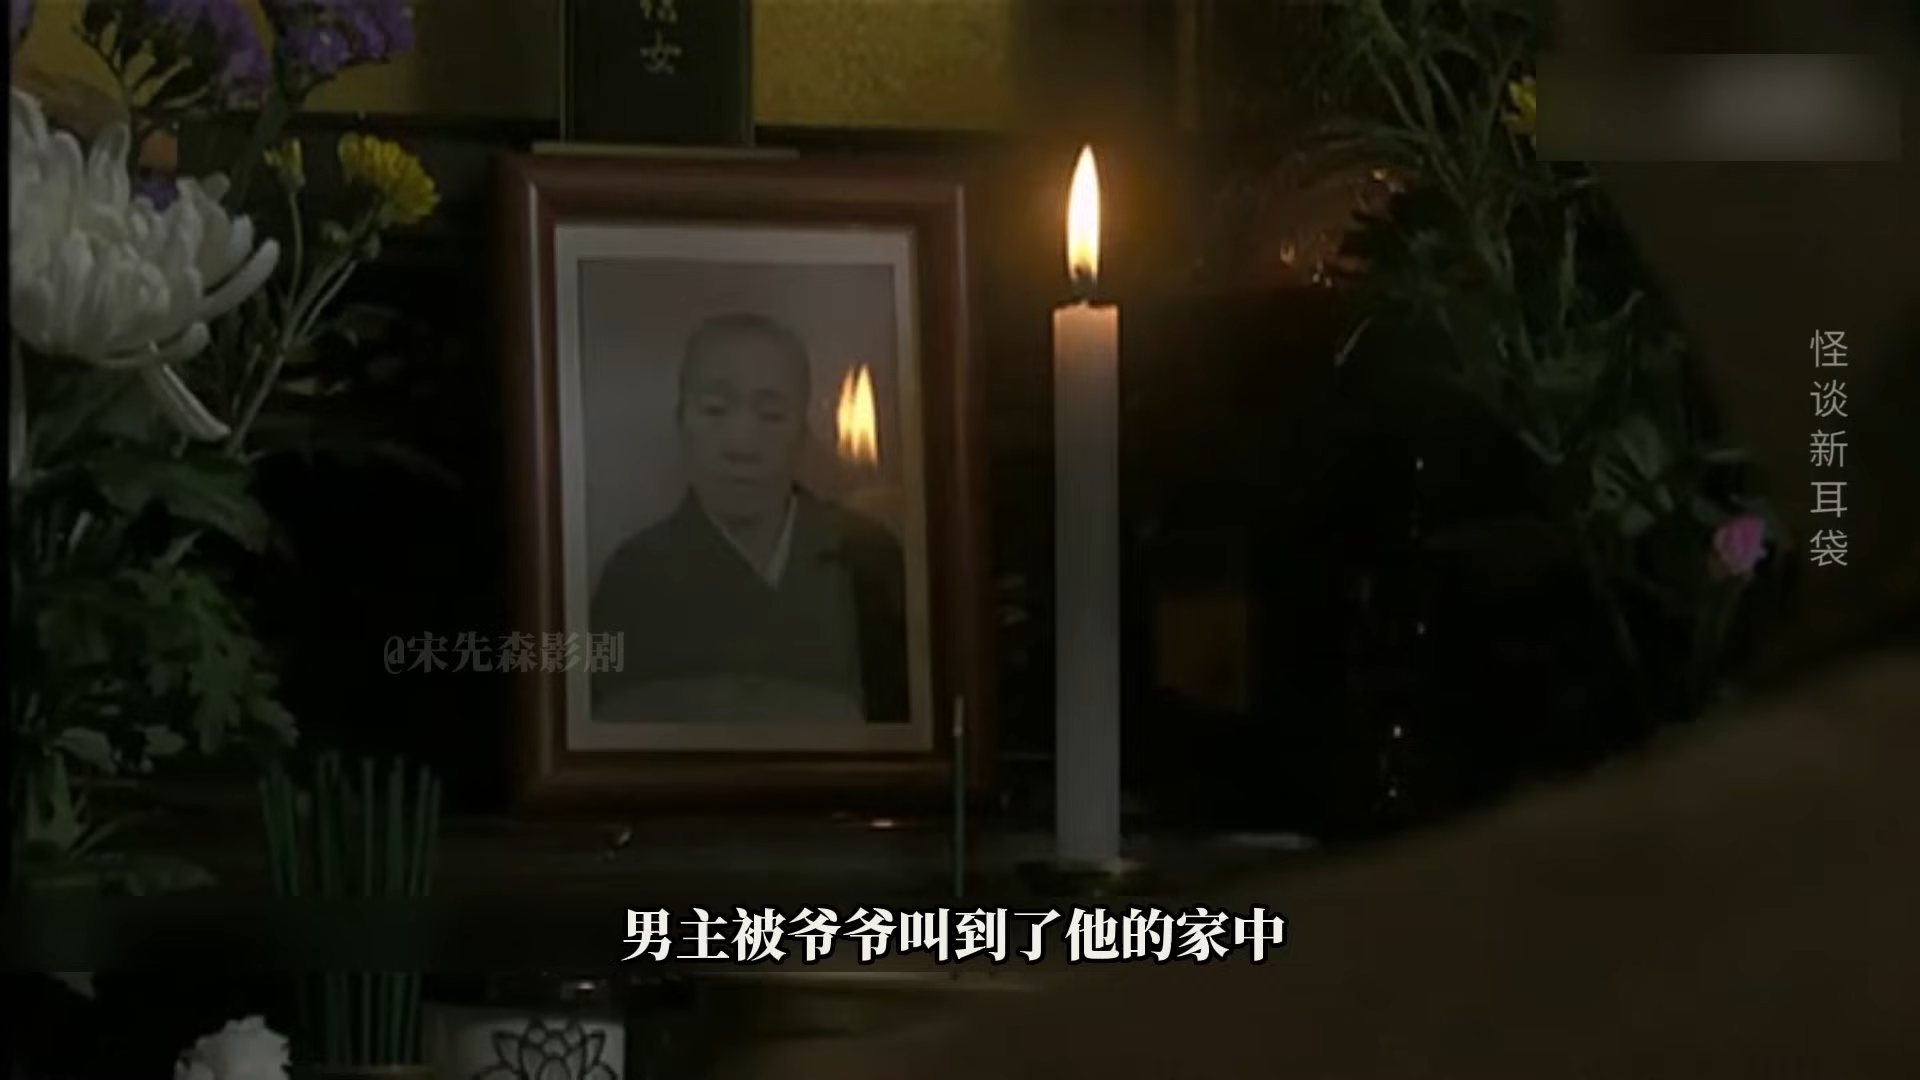 女
怪谈新耳袋
@宋先森影剧
男主被爷爷叫到了他的家中